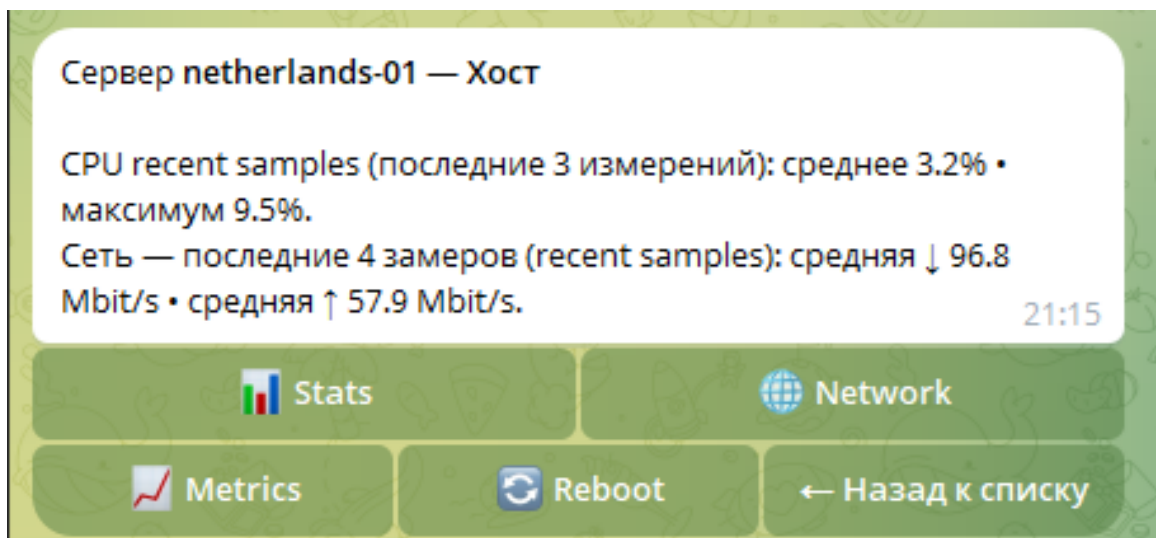 Сервер netherlands-01 — Хост
CPU recent samples (последние 3 измерений): среднее 3.2% •
максимум 9.5%.
Сеть — последние 4 замеров (recent samples): средняя ↓ 96.8
Mbit/s • средняя ↑ 57.9 Mbit/s.
21:15
Stats
Network
Metrics
Reboot
← Назад к списку